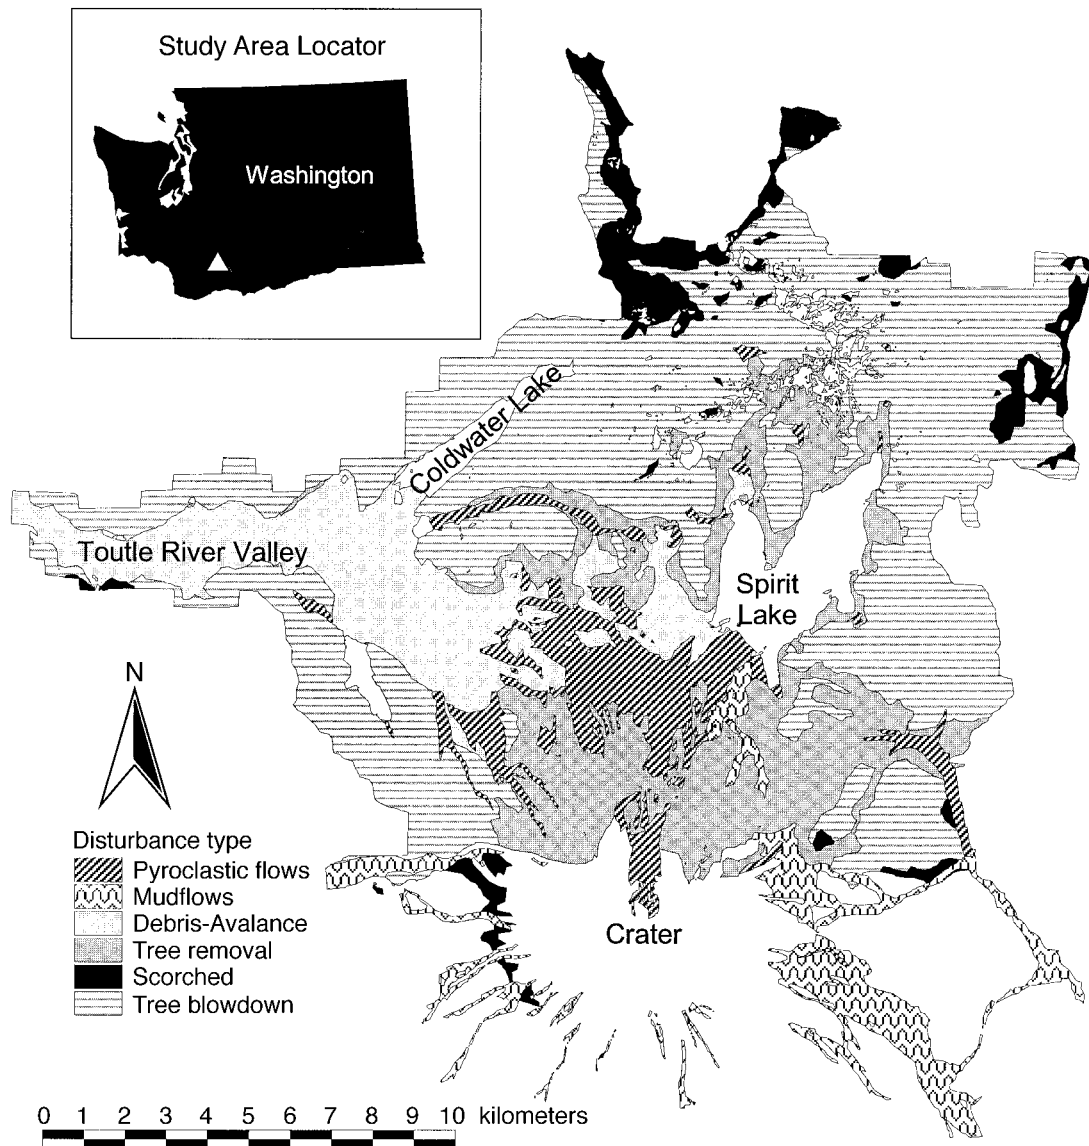 Study Area Locator
Washington
Coldwater Lake
Toutle River Valley
Spirit
Lake
N
Disturbance type
Pyroclastic flows
Mudflows
Debris-Avalance
Tree removal
Scorched
Tree blowdown
Crater
0 1 2 3 4 5 6 7 8 9 10 kilometers